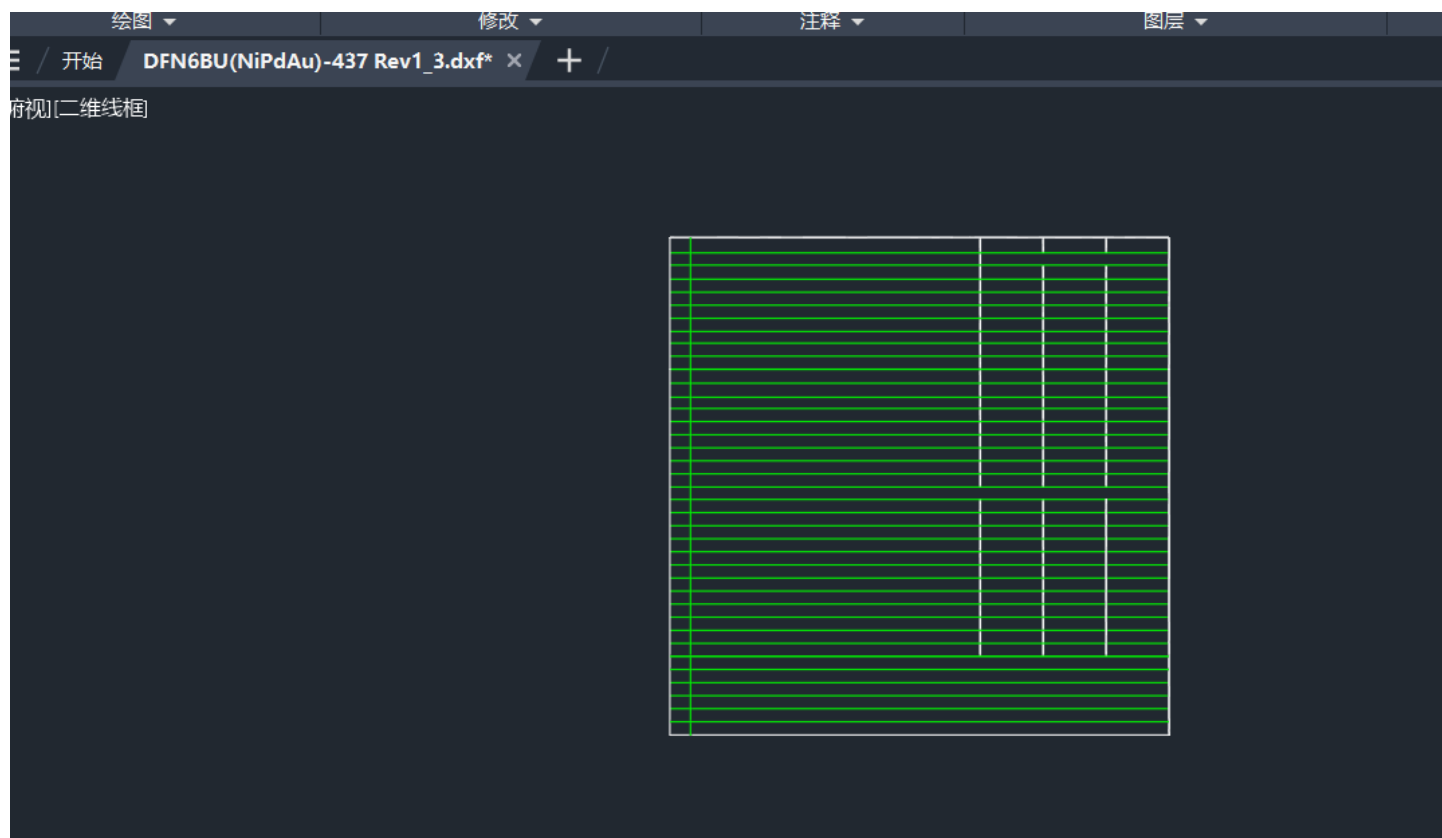 绘图 修改 注释 图层
开始 DFN6BU(NiPdAu)-437 Rev1_3.dxf*
俯视][二维线框]